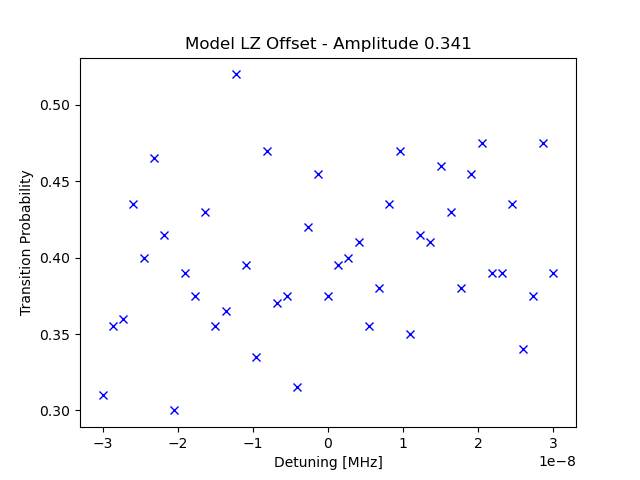 Model LZ Offset - Amplitude 0.341
Transition Probability
0.50
0.45
0.40
0.35
0.30
−3 −2 −1 0 1 2 3
1e−8
Detuning [MHz]